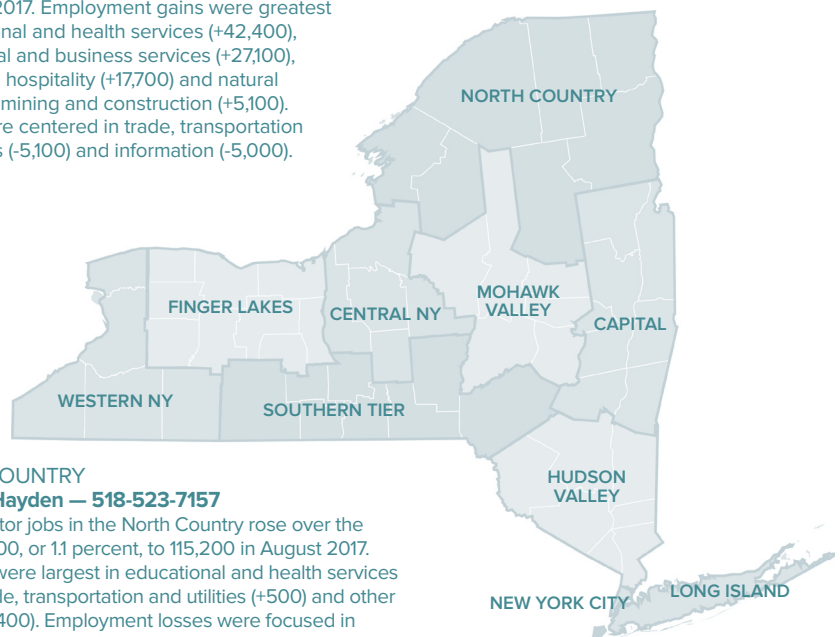 2017. Employment gains were greatest
nal and health services (+42,400),
al and business services (+27,100),
hospitality (+17,700) and natural
mining and construction (+5,100).
re centered in trade, transportation
s (-5,100) and information (-5,000).
NORTH COUNTRY
MOHAWK
VALLEY
FINGER LAKES
CENTRAL NY
CAPITAL
WESTERN NY
SOUTHERN TIER
HUDSON
VALLEY
NEW YORK CITY
LONG ISLAND
OUNTRY
Hayden — 518-523-7157
tor jobs in the North Country rose over the
00, or 1.1 percent, to 115,200 in August 2017.
were largest in educational and health services
de, transportation and utilities (+500) and other
400). Employment losses were focused in